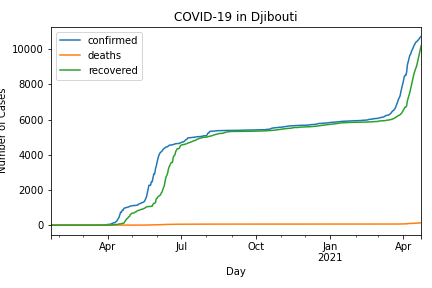 COVID-19 in Djibouti
confirmed
deaths
recovered
Number of Cases
10000
8000
6000
4000
2000
0
Apr
Jul
Oct
Jan
2021
Apr
Day